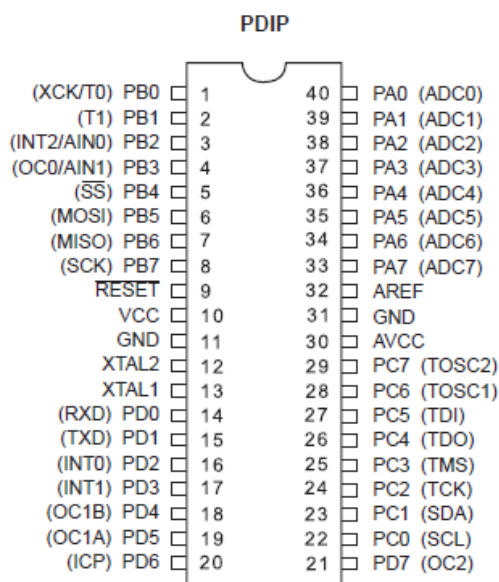 PDIP
(XCK/T0) PB0 1 40 PA0 (ADC0)
(T1) PB1 2 39 PA1 (ADC1)
(INT2/AIN0) PB2 3 38 PA2 (ADC2)
(OC0/AIN1) PB3 4 37 PA3 (ADC3)
(S̅S̅) PB4 5 36 PA4 (ADC4)
(MOSI) PB5 6 35 PA5 (ADC5)
(MISO) PB6 7 34 PA6 (ADC6)
(SCK) PB7 8 33 PA7 (ADC7)
R̅E̅S̅E̅T̅ 9 32 AREF
VCC 10 31 GND
GND 11 30 AVCC
XTAL2 12 29 PC7 (TOSC2)
XTAL1 13 28 PC6 (TOSC1)
(RXD) PD0 14 27 PC5 (TDI)
(TXD) PD1 15 26 PC4 (TDO)
(INT0) PD2 16 25 PC3 (TMS)
(INT1) PD3 17 24 PC2 (TCK)
(OC1B) PD4 18 23 PC1 (SDA)
(OC1A) PD5 19 22 PC0 (SCL)
(ICP) PD6 20 21 PD7 (OC2)